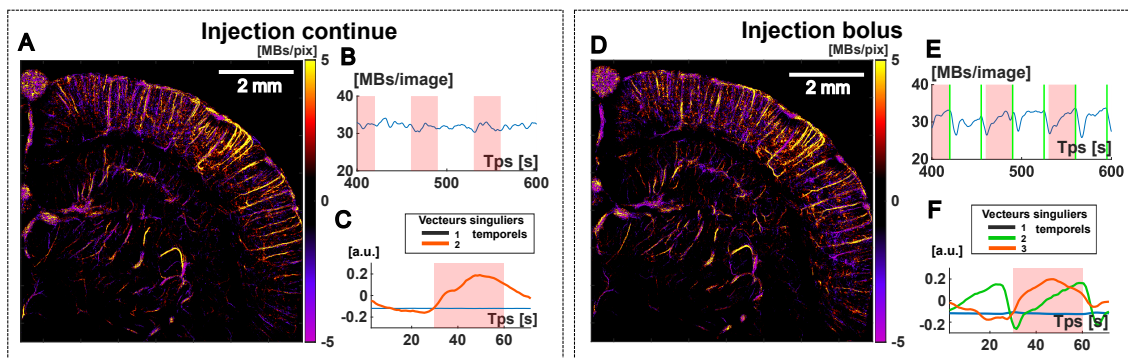 Injection continue
A
[MBs/pix]
5
0
-5
2 mm
B
[MBs/image]
40
30
20
400
500
600
Tps [s]
C
Vecteurs singuliers
1 temporels
2
[a.u.]
0.2
0
-0.2
20
40
60
Tps [s]
Injection bolus
D
[MBs/pix]
5
0
-5
2 mm
E
[MBs/image]
40
30
20
400
500
600
Tps [s]
F
Vecteurs singuliers
1 temporels
2
3
[a.u.]
0.2
0
-0.2
20
40
60
Tps [s]